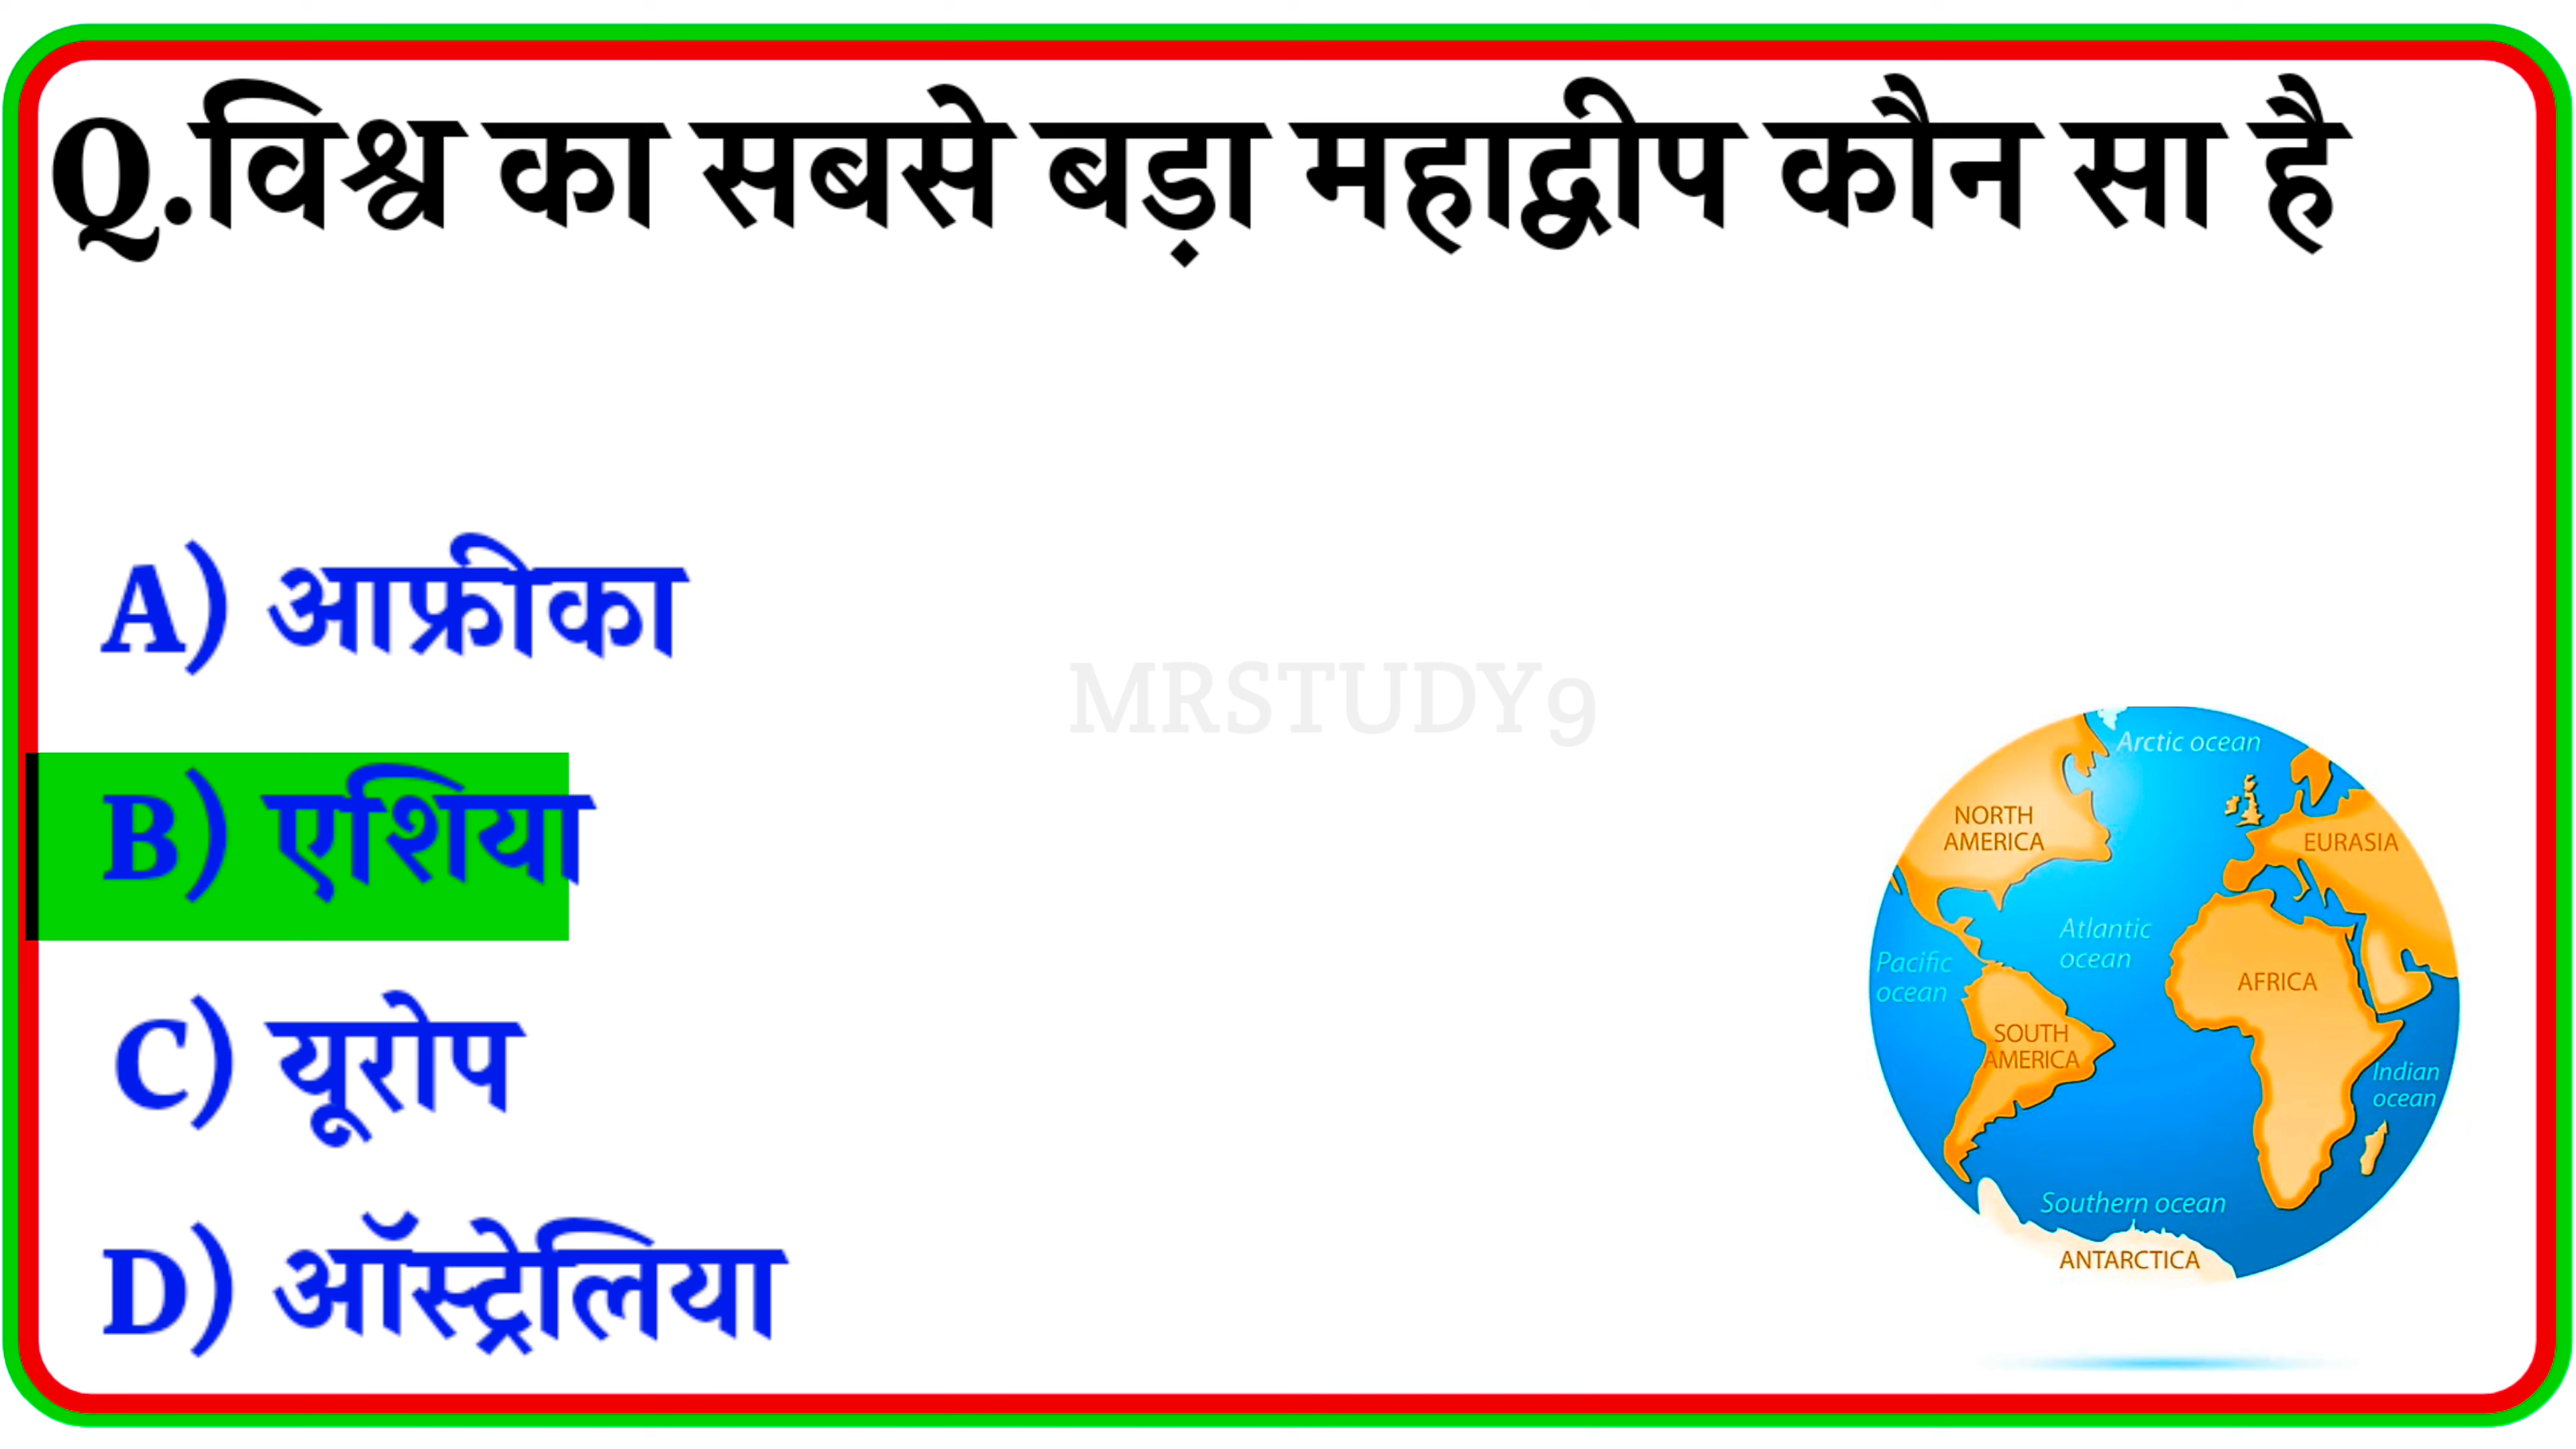 Q.विश्व का सबसे बड़ा महाद्वीप कौन सा है
A) आफ्रीका
MRSTUDY9
B) एशिया
C) यूरोप
D) ऑस्ट्रेलिया
Arctic ocean
NORTH
AMERICA
EURASIA
Atlantic
ocean
Pacific
ocean
AFRICA
SOUTH
AMERICA
Indian
ocean
Southern ocean
ANTARCTICA